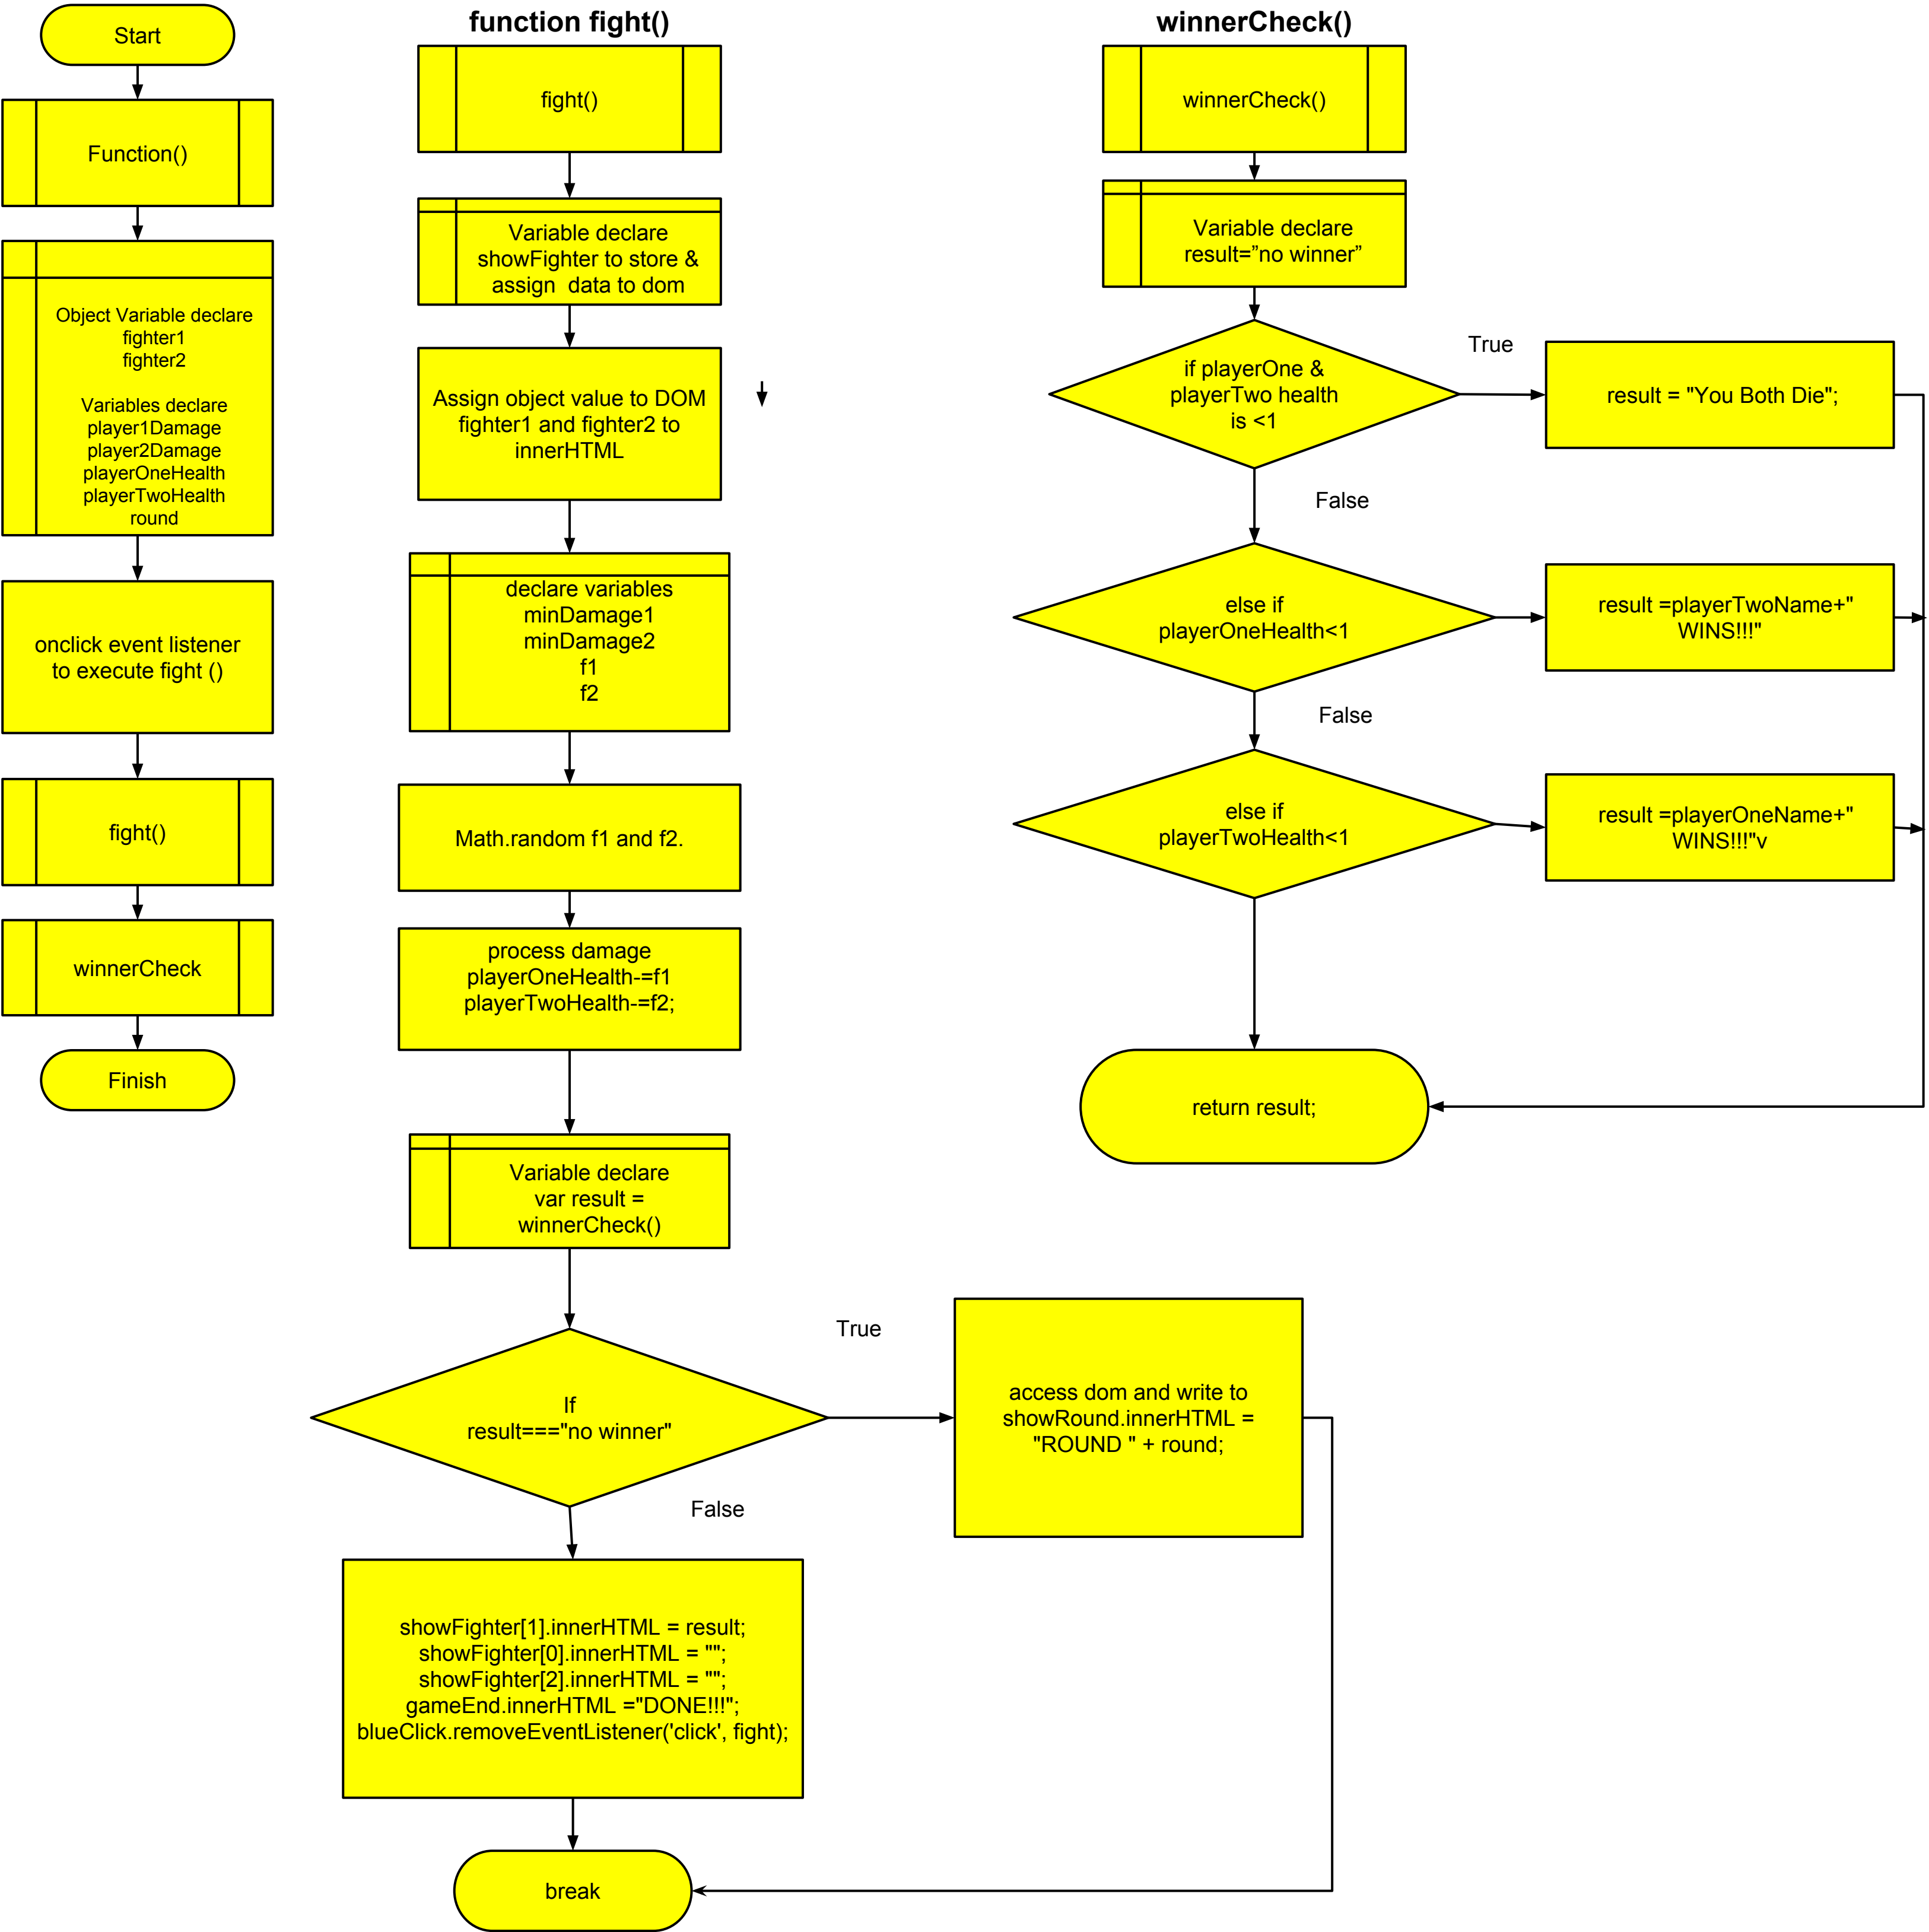 Start
Function()
Object Variable declare
fighter1
fighter2
Variables declare
player1Damage
player2Damage
playerOneHealth
playerTwoHealth
round
onclick event listener
to execute fight ()
fight()
winnerCheck
Finish
function fight()
fight()
Variable declare
showFighter to store &
assign  data to dom
Assign object value to DOM
fighter1 and fighter2 to
innerHTML
declare variables
minDamage1
minDamage2
f1
f2
Math.random f1 and f2.
process damage
playerOneHealth-=f1
playerTwoHealth-=f2;
Variable declare
var result =
winnerCheck()
If
result==="no winner"
True
access dom and write to
showRound.innerHTML =
"ROUND " + round;
False
showFighter[1].innerHTML = result;
showFighter[0].innerHTML = "";
showFighter[2].innerHTML = "";
gameEnd.innerHTML ="DONE!!!";
blueClick.removeEventListener('click', fight);
break
winnerCheck()
winnerCheck()
Variable declare
result=”no winner”
if playerOne &
playerTwo health
is <1
True
result = "You Both Die";
False
else if
playerOneHealth<1
result =playerTwoName+"
WINS!!!"
False
else if
playerTwoHealth<1
result =playerOneName+"
WINS!!!"v
return result;